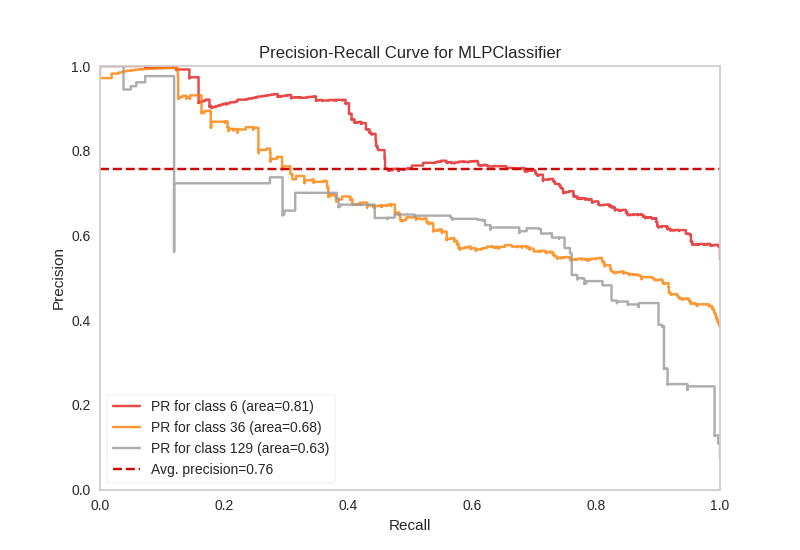 Precision-Recall Curve for MLPClassifier
1.0
0.8
0.6
0.4
0.2
0.0
Precision
PR for class 6 (area=0.81)
PR for class 36 (area=0.68)
PR for class 129 (area=0.63)
Avg. precision=0.76
0.0 0.2 0.4 0.6 0.8 1.0
Recall